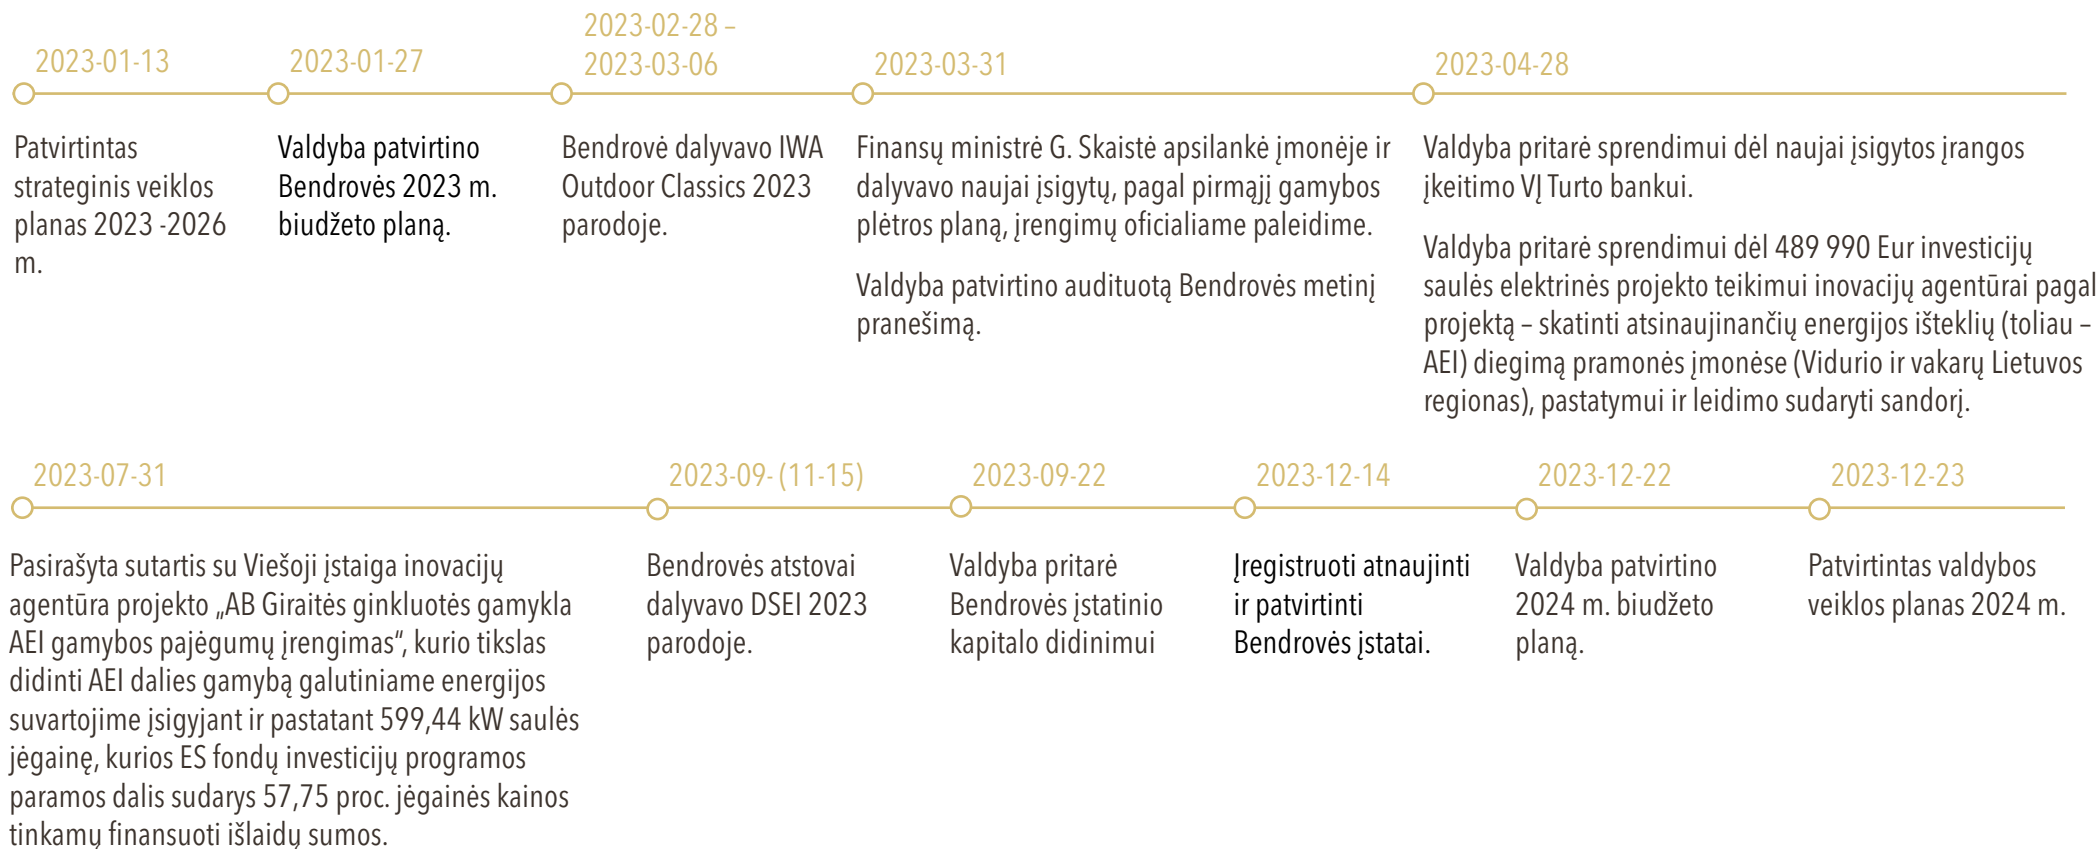 2023-01-13
Patvirtintas
strateginis veiklos
planas 2023 -2026
m.
2023-01-27
Valdyba patvirtino
Bendrovės 2023 m.
biudžeto planą.
2023-02-28 –
2023-03-06
Bendrovė dalyvavo IWA
Outdoor Classics 2023
parodoje.
2023-03-31
Finansų ministrė G. Skaistė apsilankė įmonėje ir
dalyvavo naujai įsigytų, pagal pirmąjį gamybos
plėtros planą, įrengimų oficialiame paleidime.
Valdyba patvirtino audituotą Bendrovės metinį
pranešimą.
2023-04-28
Valdyba pritarė sprendimui dėl naujai įsigytos įrangos
įkeitimo VĮ Turto bankui.
Valdyba pritarė sprendimui dėl 489 990 Eur investicijų
saulės elektrinės projekto teikimui inovacijų agentūrai pagal
projektą – skatinti atsinaujinančių energijos išteklių (toliau –
AEI) diegimą pramonės įmonėse (Vidurio ir vakarų Lietuvos
regionas), pastatymui ir leidimo sudaryti sandorį.
2023-07-31
Pasirašyta sutartis su Viešoji įstaiga inovacijų
agentūra projekto „AB Giraitės ginkluotės gamykla
AEI gamybos pajėgumų įrengimas“, kurio tikslas
didinti AEI dalies gamybą galutiniame energijos
suvartojime įsigyjant ir pastatant 599,44 kW saulės
jėgainę, kurios ES fondų investicijų programos
paramos dalis sudarys 57,75 proc. jėgainės kainos
tinkamų finansuoti išlaidų sumos.
2023-09- (11-15)
Bendrovės atstovai
dalyvavo DSEI 2023
parodoje.
2023-09-22
Valdyba pritarė
Bendrovės įstatinio
kapitalo didinimui
2023-12-14
Įregistruoti atnaujinti
ir patvirtinti
Bendrovės įstatai.
2023-12-22
Valdyba patvirtino
2024 m. biudžeto
planą.
2023-12-23
Patvirtintas valdybos
veiklos planas 2024 m.